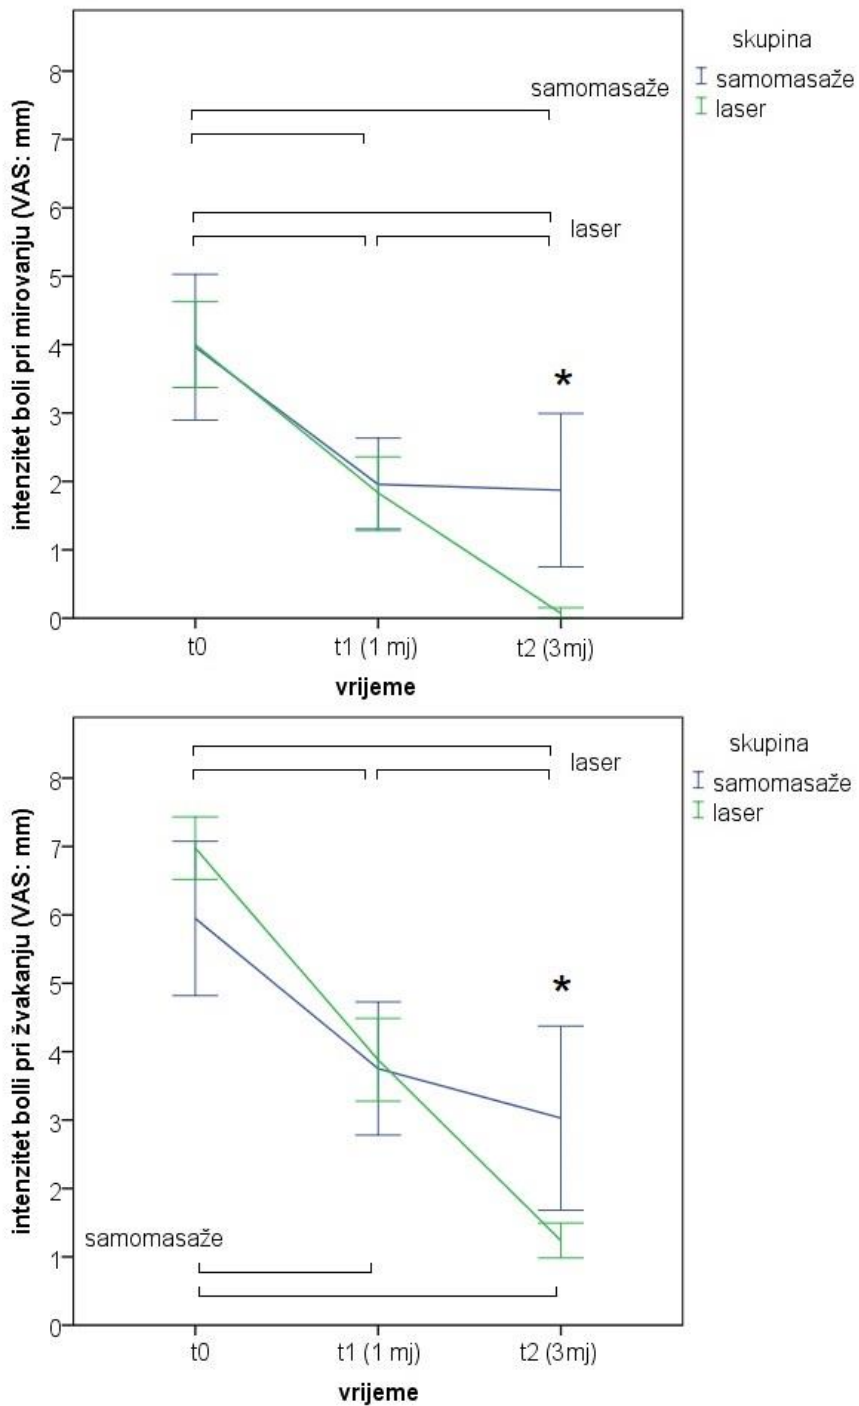 skupina
samomasaže
laser
samomasaže
laser
*
intenzitet boli pri mirovanju (VAS: mm)
8
7
6
5
4
3
2
1
0
t0 t1 (1 mj) t2 (3mj)
vrijeme
skupina
samomasaže
laser
laser
*
intenzitet bolli pri žvakanju (VAS: mm)
8
7
6
5
4
3
2
1
0
samomasaže
t0 t1 (1 mj) t2 (3mj)
vrijeme